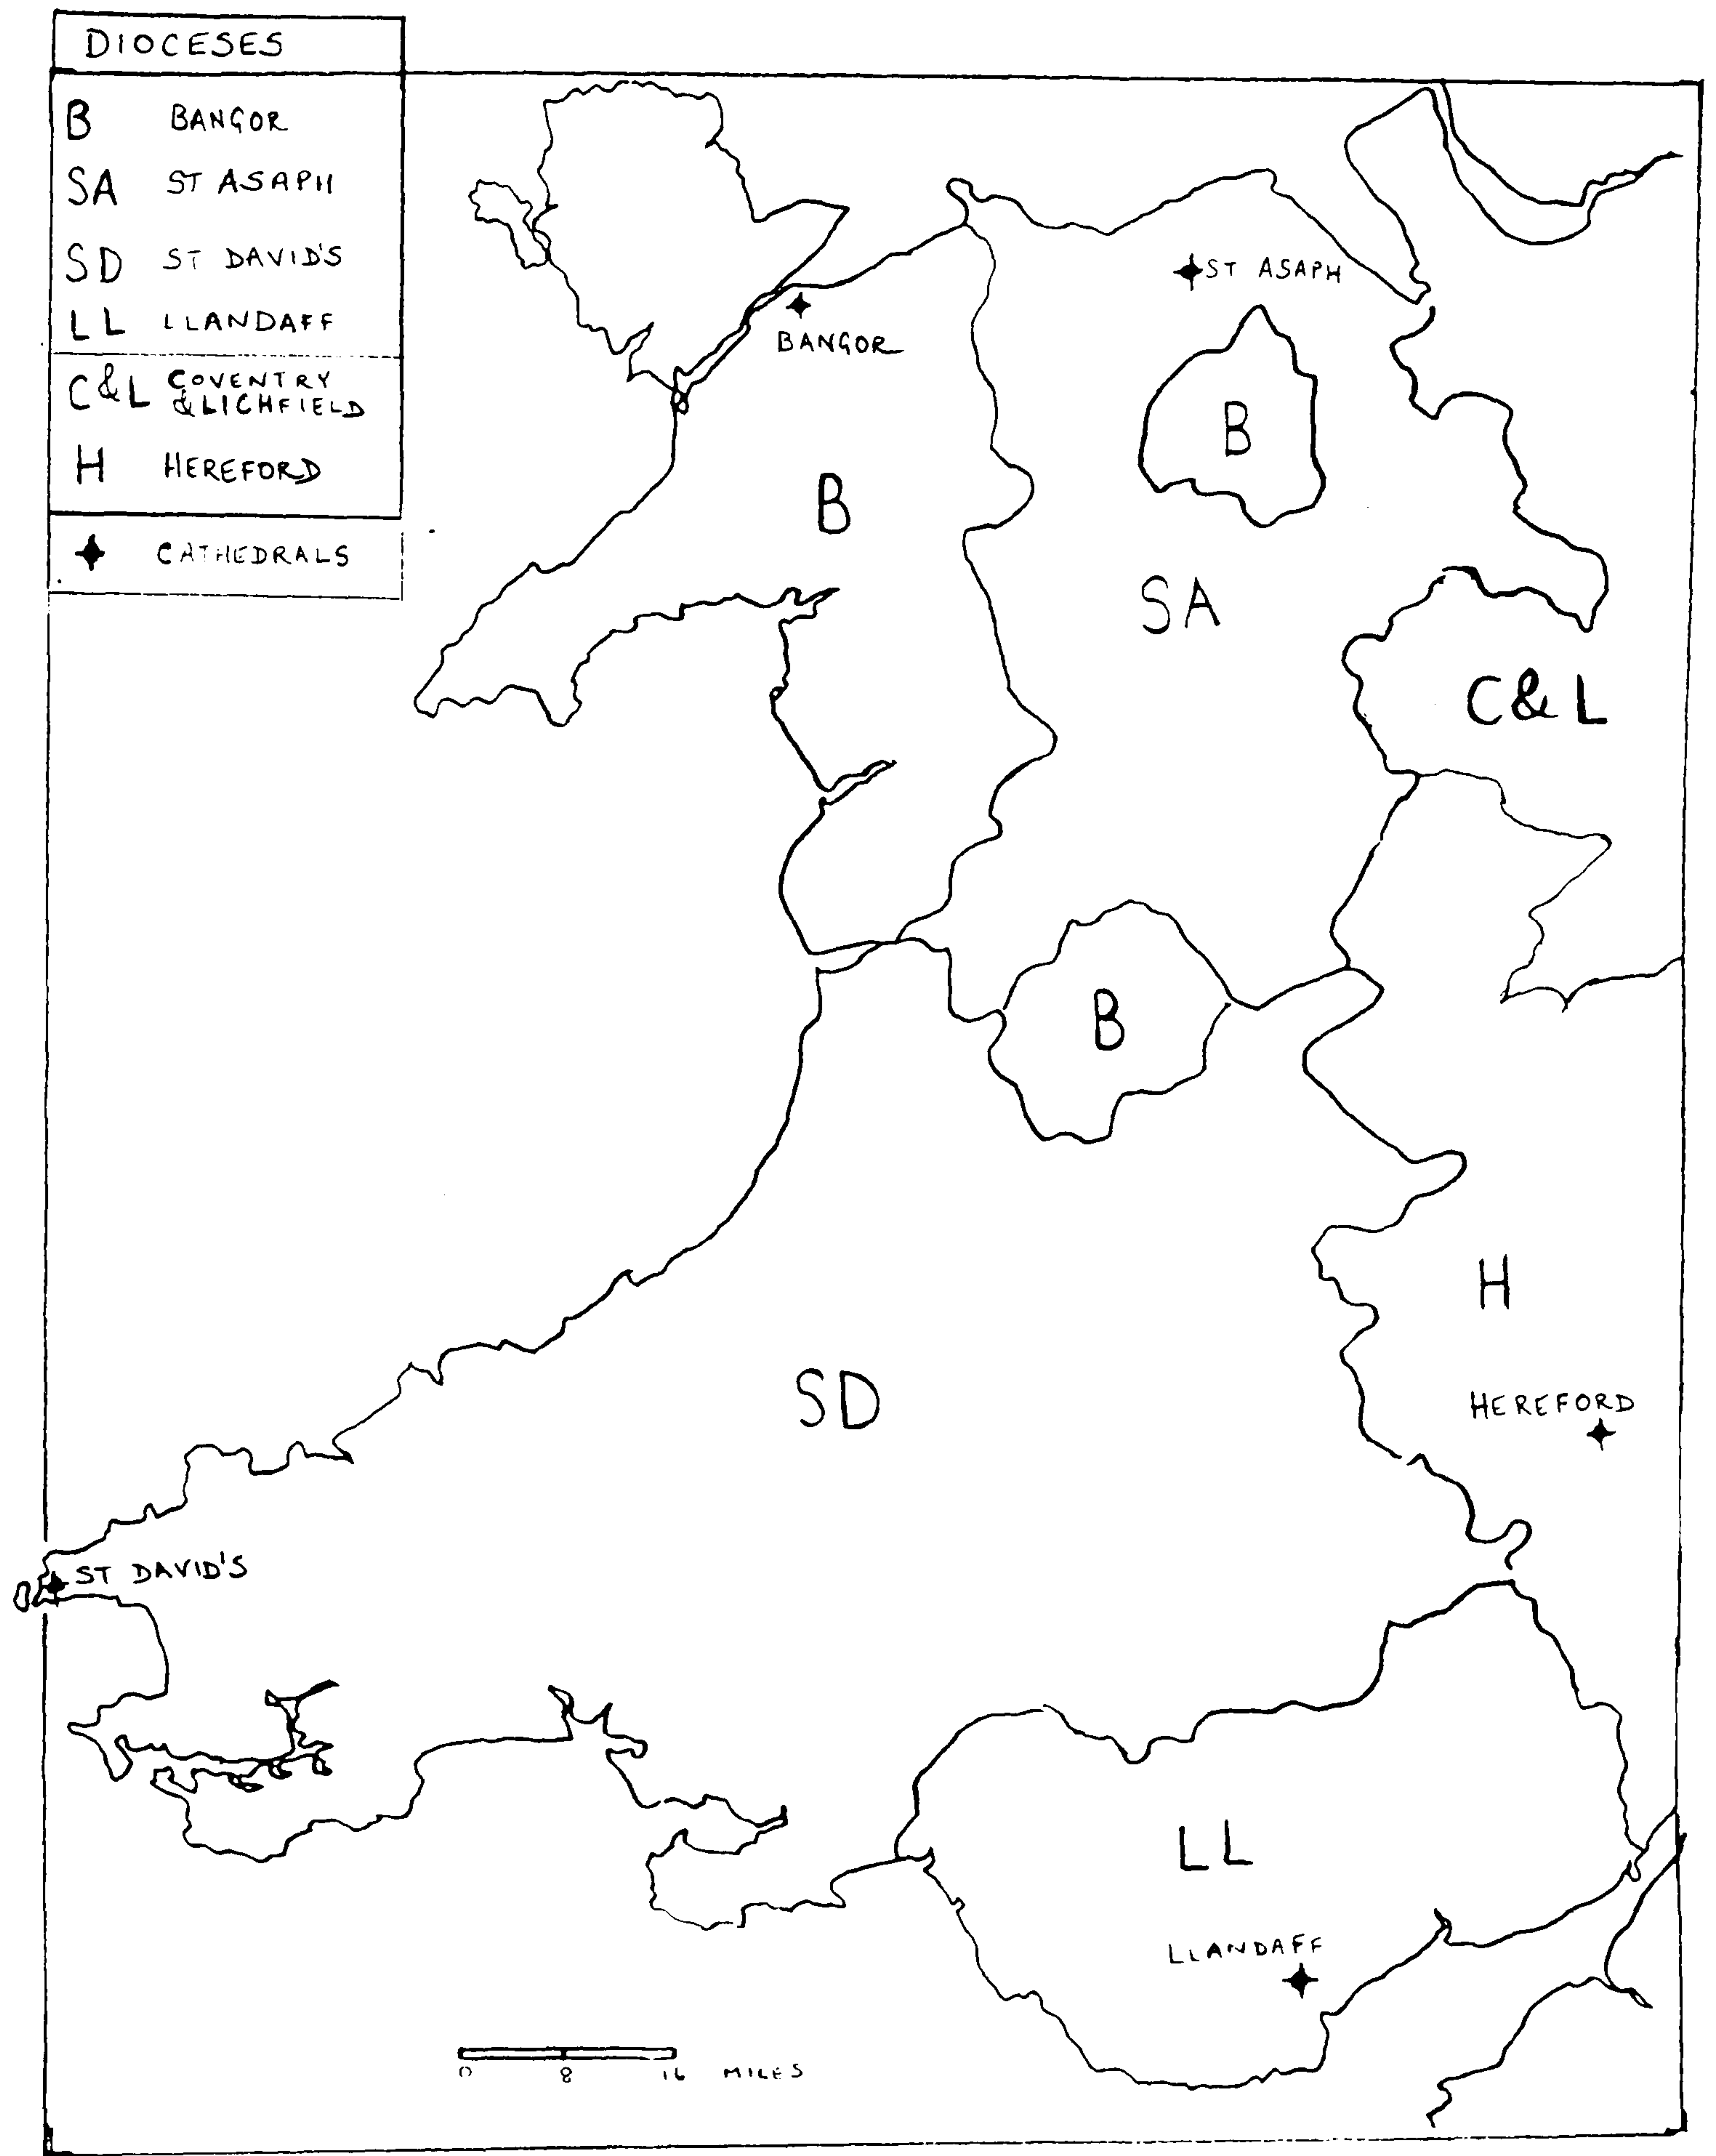 DIOCESES
B BANGOR
SA ST ASAPH
SD ST DAVID'S
LL LLANDAFF
C&L COVENTRY
&LICHFIELD
H HEREFORD
CATHEDRALS
ST ASAPH
BANGOR
B
B
SA
C&L
B
H
SD
HEREFORD
ST DAVID'S
LL
LLANDAFF
0 8 16 MILES